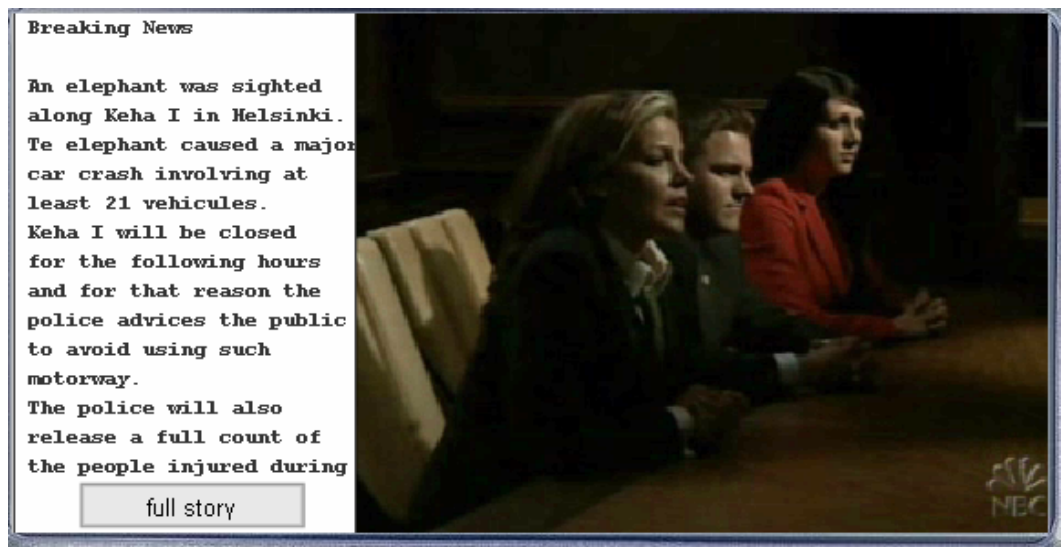 Breaking News
An elephant was sighted
along Keha I in Helsinki.
Te elephant caused a major
car crash involving at
least 21 vehicules.
Keha I will be closed
for the following hours
and for that reason the
police advices the public
to avoid using such
motorway.
The police will also
release a full count of
the people injured during
full story
NBC